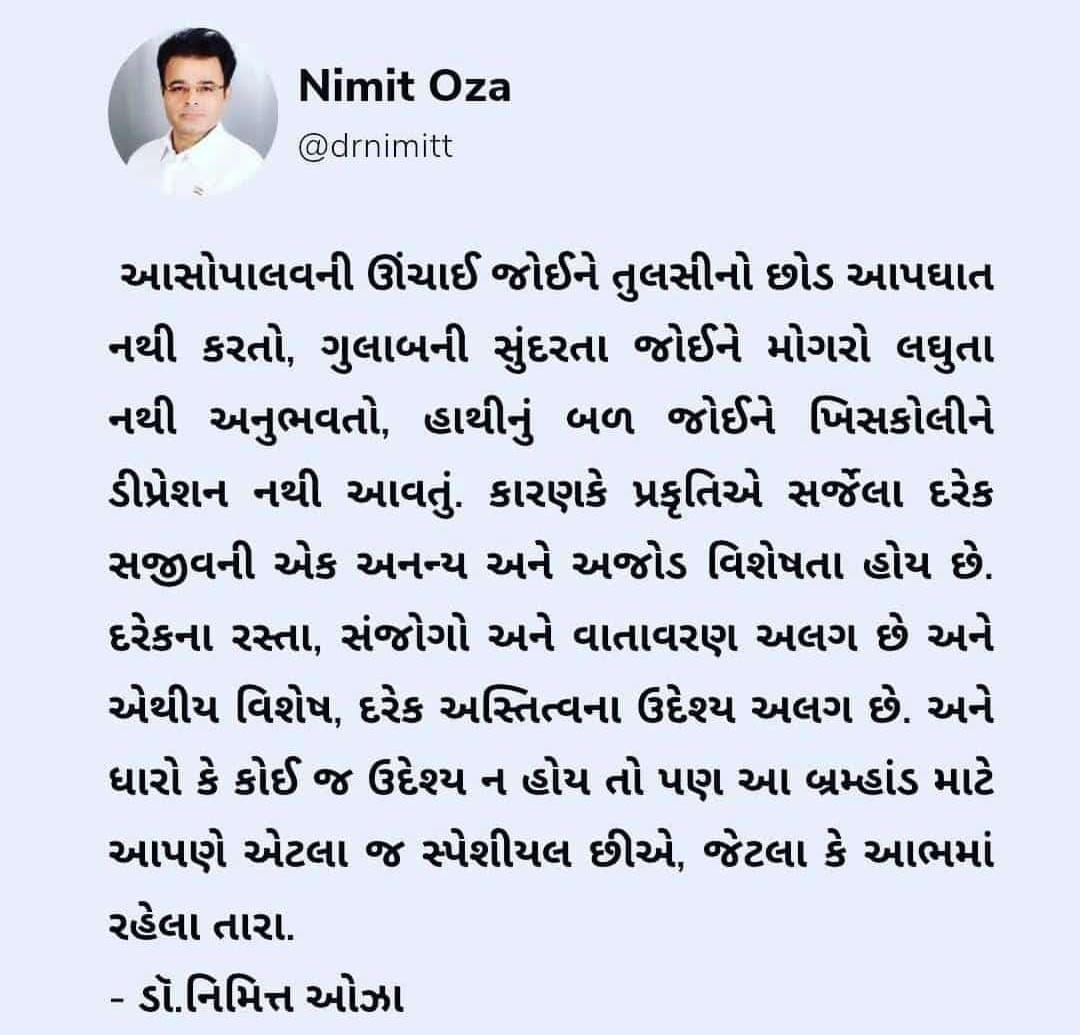 Nimit Oza
@drnimitt
આસોપાલવની ઊંચાઈ જોઈને તુલસીનો છોડ આપઘાત
નથી કરતો, ગુલાબની સુંદરતા જોઈને મોગરો લઘુતા
નથી અનુભવતો, હાથીનું બળ જોઈને ખિસકોલીને
ડીપ્રેશન નથી આવતું. કારણકે પ્રકૃતિએ સર્જેલા દરેક
સજીવની એક અનન્ય અને અજોડ વિશેષતા હોય છે.
દરેકના રસ્તા, સંજોગો અને વાતાવરણ અલગ છે અને
એથીય વિશેષ, દરેક અસ્તિત્વના ઉદેશ્ય અલગ છે. અને
ધારો કે કોઈ જ ઉદેશ્ય ન હોય તો પણ આ બ્રમ્હાંડ માટે
આપણે એટલા જ સ્પેશીયલ છીએ, જેટલા કે આભમાં
રહેલા તારા.
- ડૉ.નિમિત્ત ઓઝા